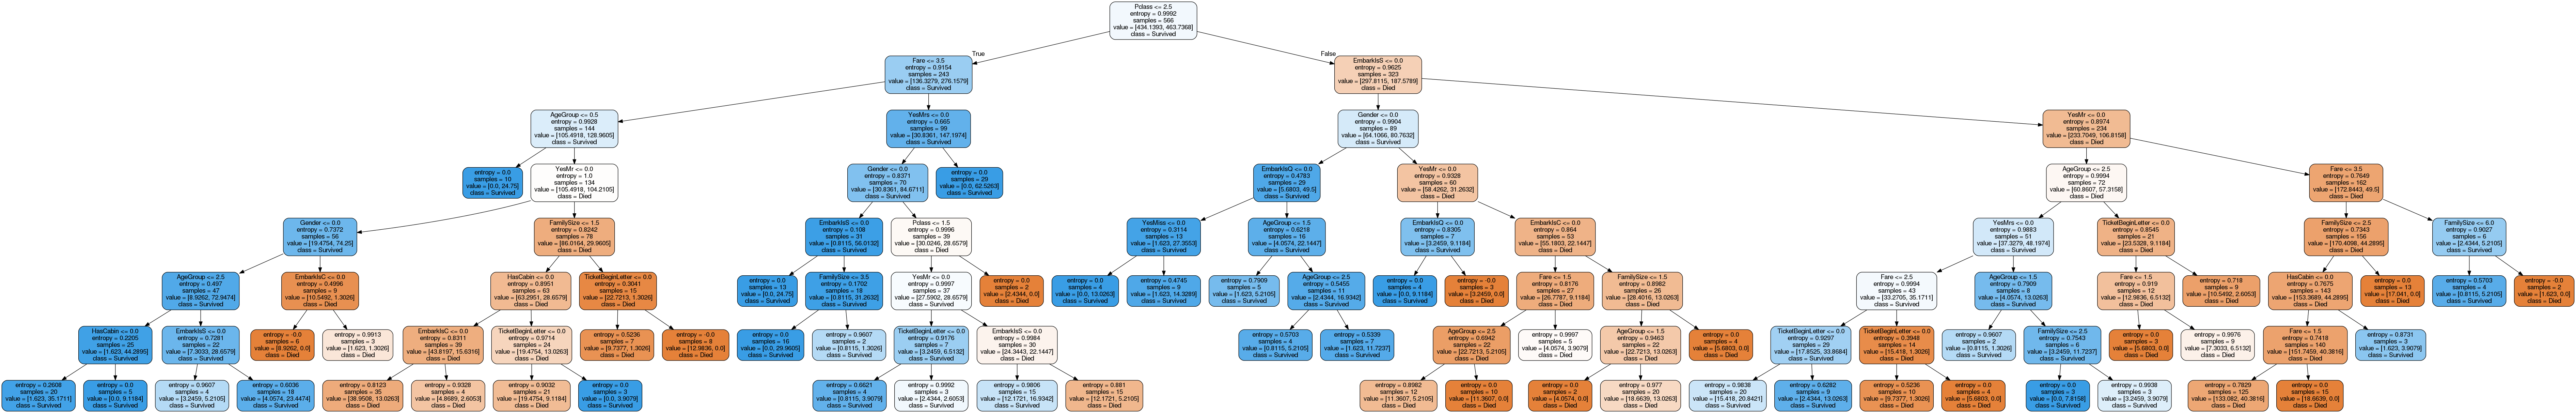 Pclass <= 2.5
entropy = 0.9992
samples = 566
value = [434.1393, 463.7368]
class = Survived
True
False
Fare <= 3.5
entropy = 0.9154
samples = 243
value = [136.3279, 276.1579]
class = Survived
EmbarkIsS <= 0.0
entropy = 0.9625
samples = 323
value = [297.8115, 187.5789]
class = Died
AgeGroup <= 0.5
entropy = 0.9928
samples = 144
value = [105.4918, 128.9605]
class = Survived
YesMrs <= 0.0
entropy = 0.665
samples = 99
value = [30.8361, 147.1974]
class = Survived
Gender <= 0.0
entropy = 0.9904
samples = 89
value = [64.1066, 80.7632]
class = Survived
YesMr <= 0.0
entropy = 0.8974
samples = 234
value = [233.7049, 106.8158]
class = Died
entropy = 0.0
samples = 10
value = [0.0, 24.75]
class = Survived
YesMr <= 0.0
entropy = 1.0
samples = 134
value = [105.4918, 104.2105]
class = Died
Gender <= 0.0
entropy = 0.8371
samples = 70
value = [30.8361, 84.6711]
class = Survived
entropy = 0.0
samples = 29
value = [0.0, 62.5263]
class = Survived
EmbarkIsQ <= 0.0
entropy = 0.4783
samples = 29
value = [5.6803, 49.5]
class = Survived
YesMr <= 0.0
entropy = 0.9328
samples = 60
value = [58.4262, 31.2632]
class = Died
AgeGroup <= 2.5
entropy = 0.9994
samples = 72
value = [60.8607, 57.3158]
class = Died
Fare <= 3.5
entropy = 0.7649
samples = 162
value = [172.8443, 49.5]
class = Died
Gender <= 0.0
entropy = 0.7372
samples = 56
value = [19.4754, 74.25]
class = Survived
FamilySize <= 1.5
entropy = 0.8242
samples = 78
value = [86.0164, 29.9605]
class = Died
EmbarkIsS <= 0.0
entropy = 0.108
samples = 31
value = [0.8115, 56.0132]
class = Survived
Pclass <= 1.5
entropy = 0.9996
samples = 39
value = [30.0246, 28.6579]
class = Died
YesMiss <= 0.0
entropy = 0.3114
samples = 13
value = [1.623, 27.3553]
class = Survived
AgeGroup <= 1.5
entropy = 0.6218
samples = 16
value = [4.0574, 22.1447]
class = Survived
EmbarkIsQ <= 0.0
entropy = 0.8305
samples = 7
value = [3.2459, 9.1184]
class = Survived
EmbarkIsC <= 0.0
entropy = 0.864
samples = 53
value = [55.1803, 22.1447]
class = Died
YesMrs <= 0.0
entropy = 0.9883
samples = 51
value = [37.3279, 48.1974]
class = Survived
TicketBeginLetter <= 0.0
entropy = 0.8545
samples = 21
value = [23.5328, 9.1184]
class = Died
FamilySize <= 2.5
entropy = 0.7343
samples = 156
value = [170.4098, 44.2895]
class = Died
FamilySize <= 6.0
entropy = 0.9027
samples = 6
value = [2.4344, 5.2105]
class = Survived
AgeGroup <= 2.5
entropy = 0.497
samples = 47
value = [8.9262, 72.9474]
class = Survived
EmbarkIsC <= 0.0
entropy = 0.4996
samples = 9
value = [10.5492, 1.3026]
class = Died
HasCabin <= 0.0
entropy = 0.8951
samples = 63
value = [63.2951, 28.6579]
class = Died
TicketBeginLetter <= 0.0
entropy = 0.3041
samples = 15
value = [22.7213, 1.3026]
class = Died
entropy = 0.0
samples = 13
value = [0.0, 24.75]
class = Survived
FamilySize <= 3.5
entropy = 0.1702
samples = 18
value = [0.8115, 31.2632]
class = Survived
YesMr <= 0.0
entropy = 0.9997
samples = 37
value = [27.5902, 28.6579]
class = Survived
entropy = 0.0
samples = 2
value = [2.4344, 0.0]
class = Died
entropy = 0.0
samples = 4
value = [0.0, 13.0263]
class = Survived
entropy = 0.4745
samples = 9
value = [1.623, 14.3289]
class = Survived
entropy = 0.7909
samples = 5
value = [1.623, 5.2105]
class = Survived
AgeGroup <= 2.5
entropy = 0.5455
samples = 11
value = [2.4344, 16.9342]
class = Survived
entropy = 0.0
samples = 4
value = [0.0, 9.1184]
class = Survived
entropy = -0.0
samples = 3
value = [3.2459, 0.0]
class = Died
Fare <= 1.5
entropy = 0.8176
samples = 27
value = [26.7787, 9.1184]
class = Died
FamilySize <= 1.5
entropy = 0.8982
samples = 26
value = [28.4016, 13.0263]
class = Died
Fare <= 2.5
entropy = 0.9994
samples = 43
value = [33.2705, 35.1711]
class = Survived
AgeGroup <= 1.5
entropy = 0.7909
samples = 8
value = [4.0574, 13.0263]
class = Survived
Fare <= 1.5
entropy = 0.919
samples = 12
value = [12.9836, 6.5132]
class = Died
entropy = 0.718
samples = 9
value = [10.5492, 2.6053]
class = Died
HasCabin <= 0.0
entropy = 0.7675
samples = 143
value = [153.3689, 44.2895]
class = Died
entropy = 0.0
samples = 13
value = [17.041, 0.0]
class = Died
entropy = 0.5703
samples = 4
value = [0.8115, 5.2105]
class = Survived
entropy = -0.0
samples = 2
value = [1.623, 0.0]
class = Died
HasCabin <= 0.0
entropy = 0.2205
samples = 25
value = [1.623, 44.2895]
class = Survived
EmbarkIsS <= 0.0
entropy = 0.7281
samples = 22
value = [7.3033, 28.6579]
class = Survived
entropy = -0.0
samples = 6
value = [8.9262, 0.0]
class = Died
entropy = 0.9913
samples = 3
value = [1.623, 1.3026]
class = Died
EmbarkIsC <= 0.0
entropy = 0.8311
samples = 39
value = [43.8197, 15.6316]
class = Died
TicketBeginLetter <= 0.0
entropy = 0.9714
samples = 24
value = [19.4754, 13.0263]
class = Died
entropy = 0.5236
samples = 7
value = [9.7377, 1.3026]
class = Died
entropy = -0.0
samples = 8
value = [12.9836, 0.0]
class = Died
entropy = 0.0
samples = 16
value = [0.0, 29.9605]
class = Survived
entropy = 0.9607
samples = 2
value = [0.8115, 1.3026]
class = Survived
TicketBeginLetter <= 0.0
entropy = 0.9176
samples = 7
value = [3.2459, 6.5132]
class = Survived
EmbarkIsS <= 0.0
entropy = 0.9984
samples = 30
value = [24.3443, 22.1447]
class = Died
entropy = 0.5703
samples = 4
value = [0.8115, 5.2105]
class = Survived
entropy = 0.5339
samples = 7
value = [1.623, 11.7237]
class = Survived
AgeGroup <= 2.5
entropy = 0.6942
samples = 22
value = [22.7213, 5.2105]
class = Died
entropy = 0.9997
samples = 5
value = [4.0574, 3.9079]
class = Died
AgeGroup <= 1.5
entropy = 0.9463
samples = 22
value = [22.7213, 13.0263]
class = Died
entropy = 0.0
samples = 4
value = [5.6803, 0.0]
class = Died
TicketBeginLetter <= 0.0
entropy = 0.9297
samples = 29
value = [17.8525, 33.8684]
class = Survived
TicketBeginLetter <= 0.0
entropy = 0.3948
samples = 14
value = [15.418, 1.3026]
class = Died
entropy = 0.9607
samples = 2
value = [0.8115, 1.3026]
class = Survived
FamilySize <= 2.5
entropy = 0.7543
samples = 6
value = [3.2459, 11.7237]
class = Survived
entropy = 0.0
samples = 3
value = [5.6803, 0.0]
class = Died
entropy = 0.9976
samples = 9
value = [7.3033, 6.5132]
class = Died
Fare <= 1.5
entropy = 0.7418
samples = 140
value = [151.7459, 40.3816]
class = Died
entropy = 0.8731
samples = 3
value = [1.623, 3.9079]
class = Survived
entropy = 0.2608
samples = 20
value = [1.623, 35.1711]
class = Survived
entropy = 0.0
samples = 5
value = [0.0, 9.1184]
class = Survived
entropy = 0.9607
samples = 4
value = [3.2459, 5.2105]
class = Survived
entropy = 0.6036
samples = 18
value = [4.0574, 23.4474]
class = Survived
entropy = 0.8123
samples = 35
value = [38.9508, 13.0263]
class = Died
entropy = 0.9328
samples = 4
value = [4.8689, 2.6053]
class = Died
entropy = 0.9032
samples = 21
value = [19.4754, 9.1184]
class = Died
entropy = 0.0
samples = 3
value = [0.0, 3.9079]
class = Survived
entropy = 0.6621
samples = 4
value = [0.8115, 3.9079]
class = Survived
entropy = 0.9992
samples = 3
value = [2.4344, 2.6053]
class = Survived
entropy = 0.9806
samples = 15
value = [12.1721, 16.9342]
class = Survived
entropy = 0.881
samples = 15
value = [12.1721, 5.2105]
class = Died
entropy = 0.8982
samples = 12
value = [11.3607, 5.2105]
class = Died
entropy = 0.0
samples = 10
value = [11.3607, 0.0]
class = Died
entropy = 0.0
samples = 2
value = [4.0574, 0.0]
class = Died
entropy = 0.977
samples = 20
value = [18.6639, 13.0263]
class = Died
entropy = 0.9838
samples = 20
value = [15.418, 20.8421]
class = Survived
entropy = 0.6282
samples = 9
value = [2.4344, 13.0263]
class = Survived
entropy = 0.5236
samples = 10
value = [9.7377, 1.3026]
class = Died
entropy = 0.0
samples = 4
value = [5.6803, 0.0]
class = Died
entropy = 0.0
samples = 3
value = [0.0, 7.8158]
class = Survived
entropy = 0.9938
samples = 3
value = [3.2459, 3.9079]
class = Survived
entropy = 0.7829
samples = 125
value = [133.082, 40.3816]
class = Died
entropy = 0.0
samples = 15
value = [18.6639, 0.0]
class = Died